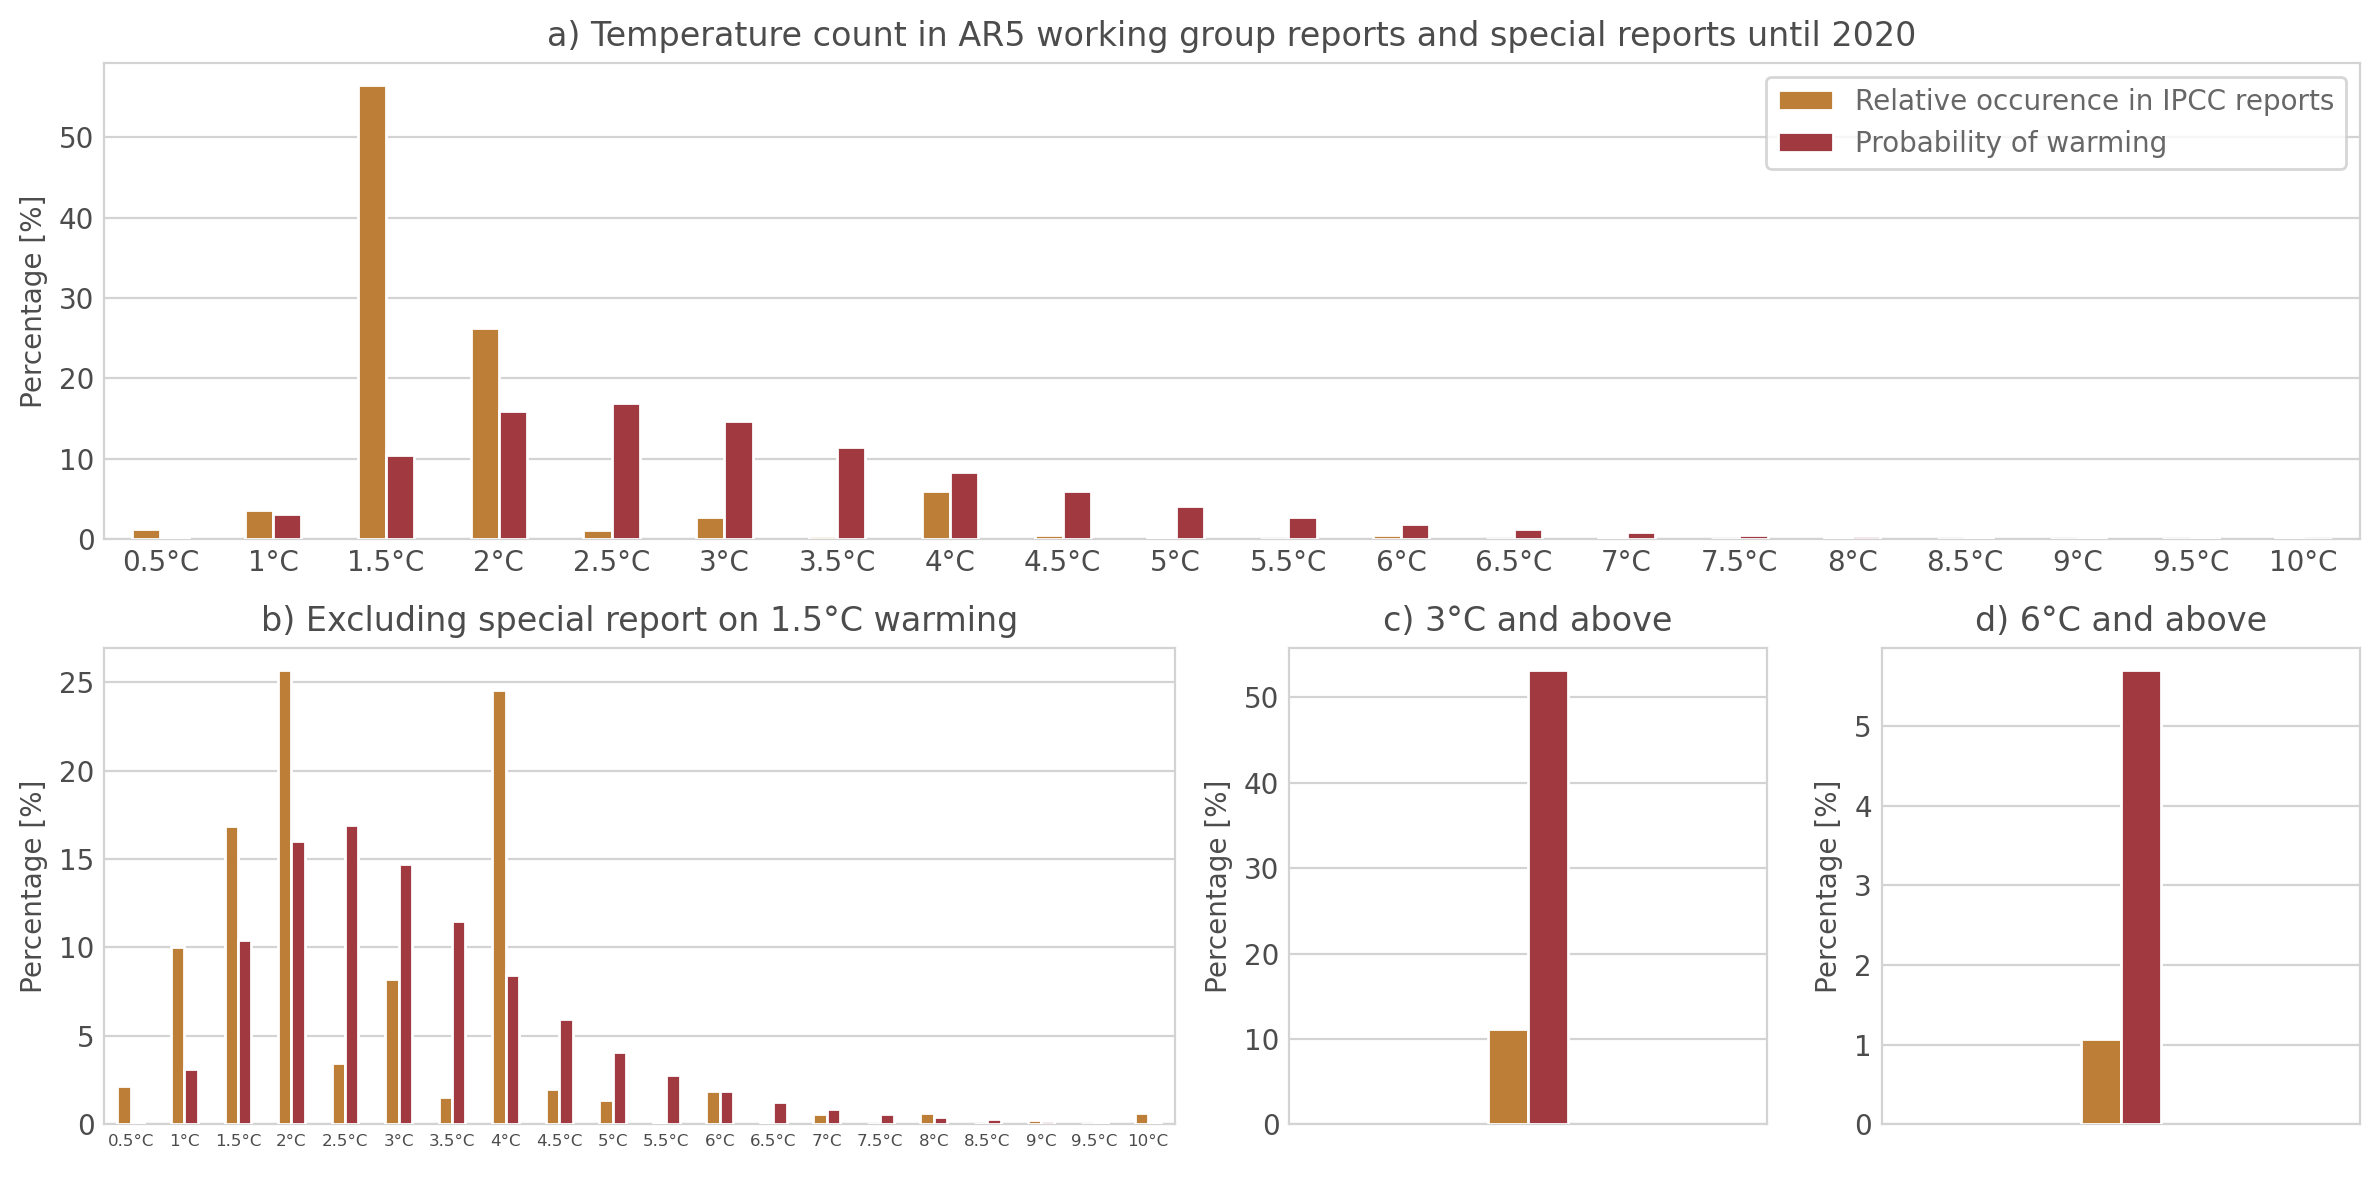 a) Temperature count in AR5 working group reports and special reports until 2020
Relative occurence in IPCC reports
Probability of warming
Percentage [%]
50
40
30
20
10
0
0.5°C 1°C 1.5°C 2°C 2.5°C 3°C 3.5°C 4°C 4.5°C 5°C 5.5°C 6°C 6.5°C 7°C 7.5°C 8°C 8.5°C 9°C 9.5°C 10°C
b) Excluding special report on 1.5°C warming
Percentage [%]
25
20
15
10
5
0
0.5°C 1°C 1.5°C 2°C 2.5°C 3°C 3.5°C 4°C 4.5°C 5°C 5.5°C 6°C 6.5°C 7°C 7.5°C 8°C 8.5°C 9°C 9.5°C 10°C
c) 3°C and above
Percentage [%]
50
40
30
20
10
0
d) 6°C and above
Percentage [%]
5
4
3
2
1
0